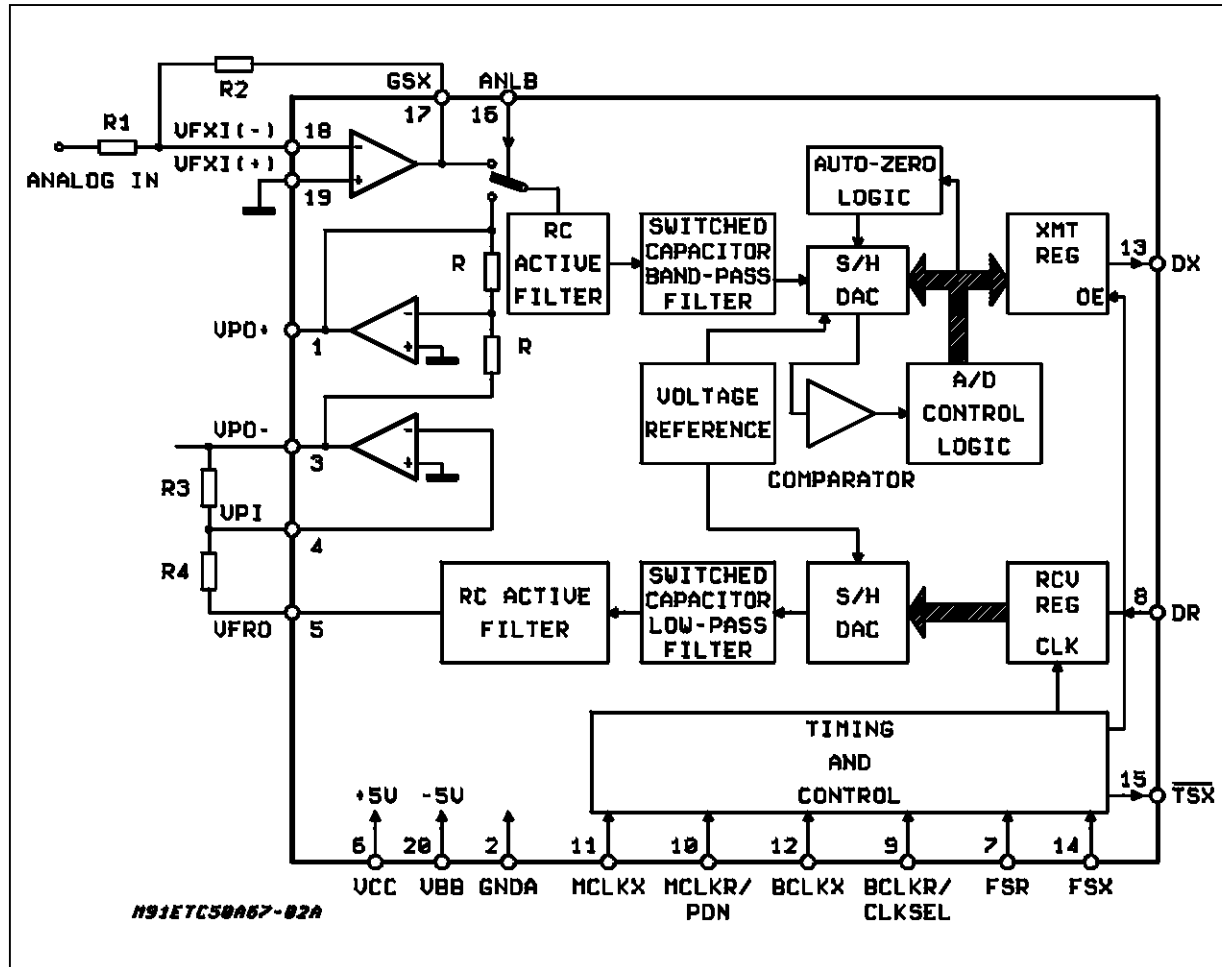 R2
GSX
ANLB
17
16
R1
VFXI(-)
18
VFXI(+)
ANALOG IN
19
-
+
AUTO-ZERO
LOGIC
RC
ACTIVE
FILTER
SWITCHED
CAPACITOR
BAND-PASS
FILTER
S/H
DAC
XMT
REG
OE
13
DX
R
-
+
VPO+
1
R
VOLTAGE
REFERENCE
COMPARATOR
A/D
CONTROL
LOGIC
VPO-
3
-
+
R3
VPI
4
R4
VFRO
5
RC ACTIVE
FILTER
SWITCHED
CAPACITOR
LOW-PASS
FILTER
S/H
DAC
RCV
REG
CLK
8
DR
TIMING
AND
CONTROL
15
TSX
+5V
-5V
6
20
2
11
10
12
9
7
14
VCC
VBB
GNDA
MCLKX
MCLKR/
PDN
BCLKX
BCLKR/
CLKSEL
FSR
FSX
M91ETC50A67-02A